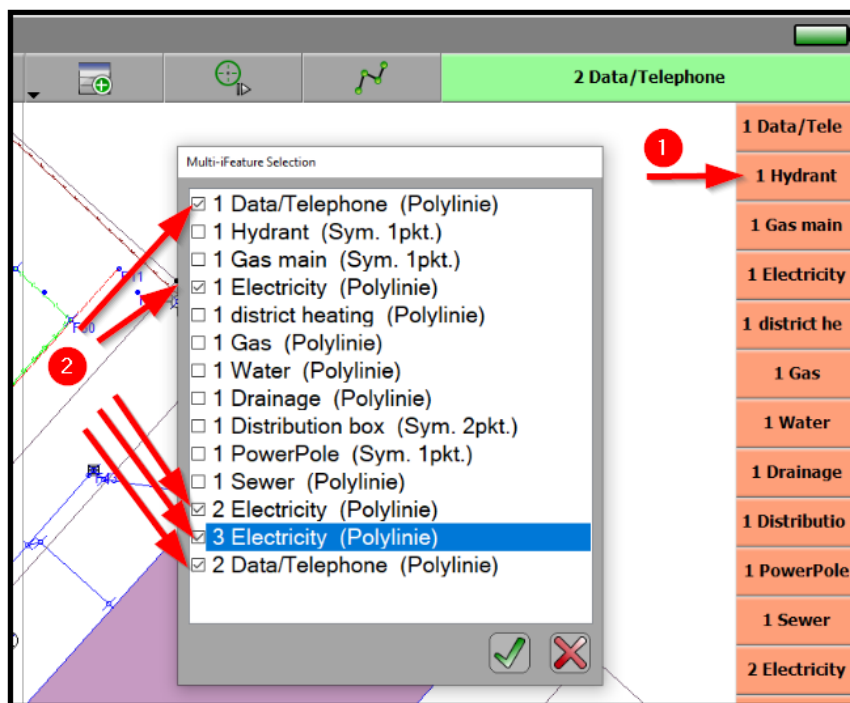 2 Data/Telephone
Multi-iFeature Selection
1 Data/Telephone (Polylinie)
1 Hydrant (Sym. 1pkt.)
1 Gas main (Sym. 1pkt.)
1 Electricity (Polylinie)
1 district heating (Polylinie)
1 Gas (Polylinie)
1 Water (Polylinie)
1 Drainage (Polylinie)
1 Distribution box (Sym. 2pkt.)
1 PowerPole (Sym. 1pkt.)
1 Sewer (Polylinie)
2 Electricity (Polylinie)
3 Electricity (Polylinie)
2 Data/Telephone (Polylinie)
1
2
1 Data/Tele
1 Hydrant
1 Gas main
1 Electricity
1 district he
1 Gas
1 Water
1 Drainage
1 Distributio
1 PowerPole
1 Sewer
2 Electricity